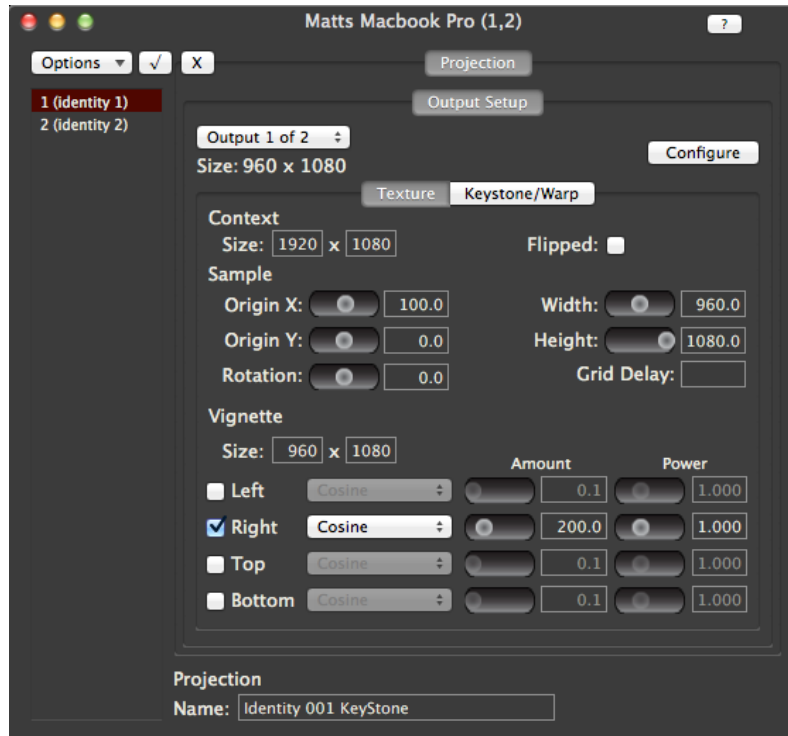 Matts Macbook Pro (1,2) ?
Options √ X Projection
1 (identity 1)
2 (identity 2)
Output Setup
Output 1 of 2
Configure
Size: 960 x 1080
Texture Keystone/Warp
Context
Size: 1920 x 1080 Flipped:
Sample
Origin X: 100.0 Width: 960.0
Origin Y: 0.0 Height: 1080.0
Rotation: 0.0 Grid Delay:
Vignette
Size: 960 x 1080
Amount Power
Left Cosine 0.1 1.000
Right Cosine 200.0 1.000
Top Cosine 0.1 1.000
Bottom Cosine 0.1 1.000
Projection
Name: Identity 001 KeyStone